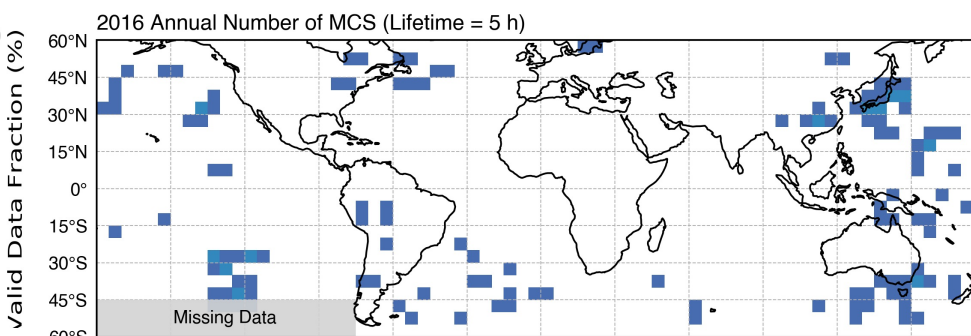 2016 Annual Number of MCS (Lifetime = 5 h)
Valid Data Fraction (%)
60°N
45°N
30°N
15°N
0°
15°S
30°S
45°S
60°S
Missing Data